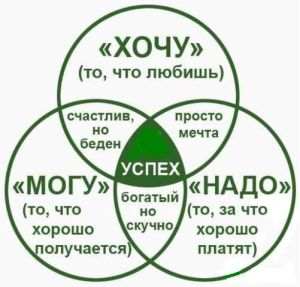 «ХОЧУ»
(то, что любишь)
счастлив,
но
беден
просто
мечта
УСПЕХ
«МОГУ»
(то, что
хорошо
получается)
богатый
но
скучно
«НАДО»
(то, за что
хорошо
платят)